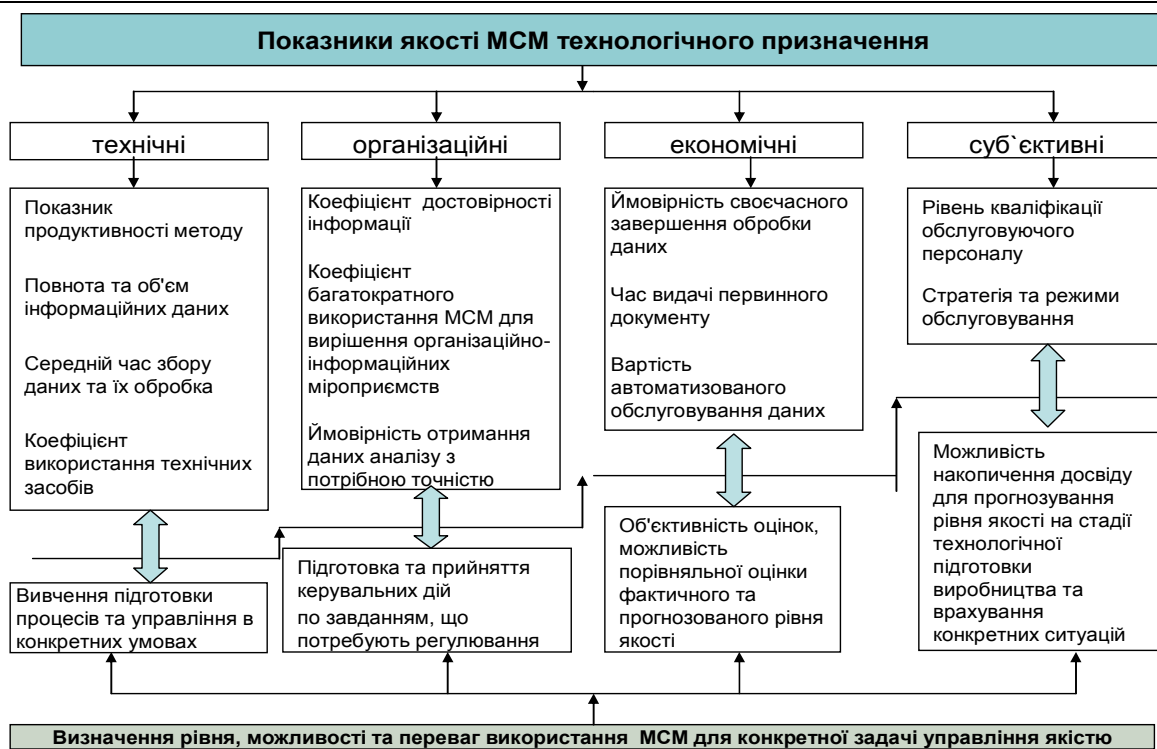 Показники якості МСМ технологічного призначення
технічні
організаційні
економічні
суб`єктивні
Показник
продуктивності методу
Повнота та об'єм
інформаційних даних
Середній час збору
даних та їх обробка
Коефіцієнт
використання технічних
засобів
Коефіцієнт достовірності
інформації
Коефіцієнт
багатократного
використання МСМ для
вирішення організаційно-
інформаційних
міроприємств
Ймовірність отримання
даних аналізу з
потрібною точністю
Ймовірність своєчасного
завершення обробки
даних
Час видачі первинного
документу
Вартість
автоматизованого
обслуговування даних
Рівень кваліфікації
обслуговуючого
персоналу
Стратегія та режими
обслуговування
Вивчення підготовки
процесів та управління в
конкретних умовах
Підготовка та прийняття
керувальних дій
по завданням, що
потребують регулювання
Об'єктивність оцінок,
можливість
порівняльної оцінки
фактичного та
прогнозованого рівня
якості
Можливість
накопичення досвіду
для прогнозування
рівня якості на стадії
технологічної
підготовки
виробництва та
врахування
конкретних ситуацій
Визначення рівня, можливості та переваг використання МСМ для конкретної задачі управління якістю